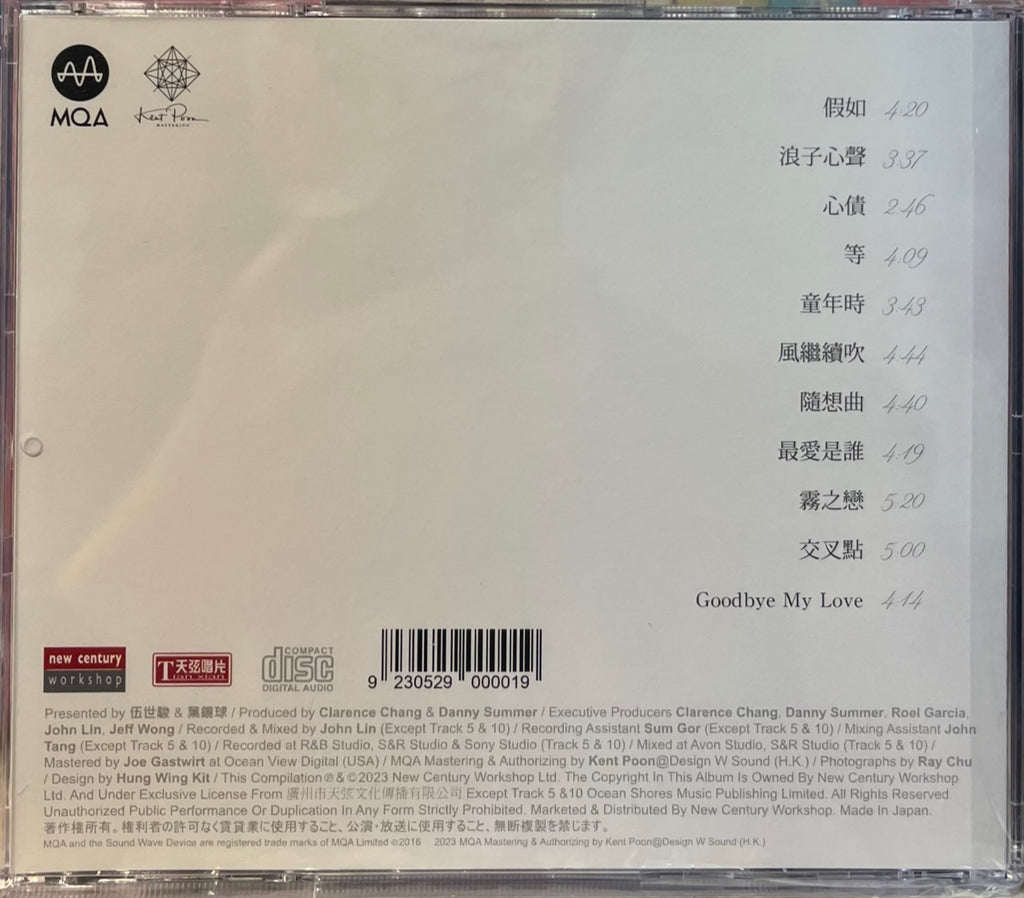 MQA
Kent Poon
MASTERING
假如 4:20
浪子心聲 3:37
心債 2:46
等 4:09
童年時 3:43
風繼續吹 4:44
隨想曲 4:40
最愛是誰 4:19
霧之戀 5:20
交叉點 5:00
Goodbye My Love 4:14
new century
workshop
T天弦唱片
Tian xian
COMPACT
disc
DIGITAL AUDIO
9 230529 000019
Presented by 伍世駿 & 葉鏡球 / Produced by Clarence Chang & Danny Summer / Executive Producers Clarence Chang, Danny Summer, Roel Garcia,
John Lin, Jeff Wong / Recorded & Mixed by John Lin (Except Track 5 & 10) / Recording Assistant Sum Gor (Except Track 5 & 10) / Mixing Assistant John
Tang (Except Track 5 & 10) / Recorded at R&B Studio, S&R Studio & Sony Studio (Track 5 & 10) / Mixed at Avon Studio, S&R Studio (Track 5 & 10) /
Mastered by Joe Gastwirt at Ocean View Digital (USA) / MQA Mastering & Authorizing by Kent Poon@Design W Sound (H.K.) / Photographs by Ray Chu
/ Design by Hung Wing Kit / This Compilation ℗ & ©2023 New Century Workshop Ltd. The Copyright In This Album Is Owned By New Century Workshop
Ltd. And Under Exclusive License From 廣州市天弦文化傳播有限公司 Except Track 5 &10 Ocean Shores Music Publishing Limited. All Rights Reserved.
Unauthorized Public Performance Or Duplication In Any Form Strictly Prohibited. Marketed & Distributed By New Century Workshop. Made In Japan.
著作権所有。権利者の許可なく賃貸業に使用すること、公演・放送に使用すること、無断複製を禁じます。
MQA and the Sound Wave Device are registered trade marks of MQA Limited ©2016 2023 MQA Mastering & Authorizing by Kent Poon@Design W Sound (H.K.)